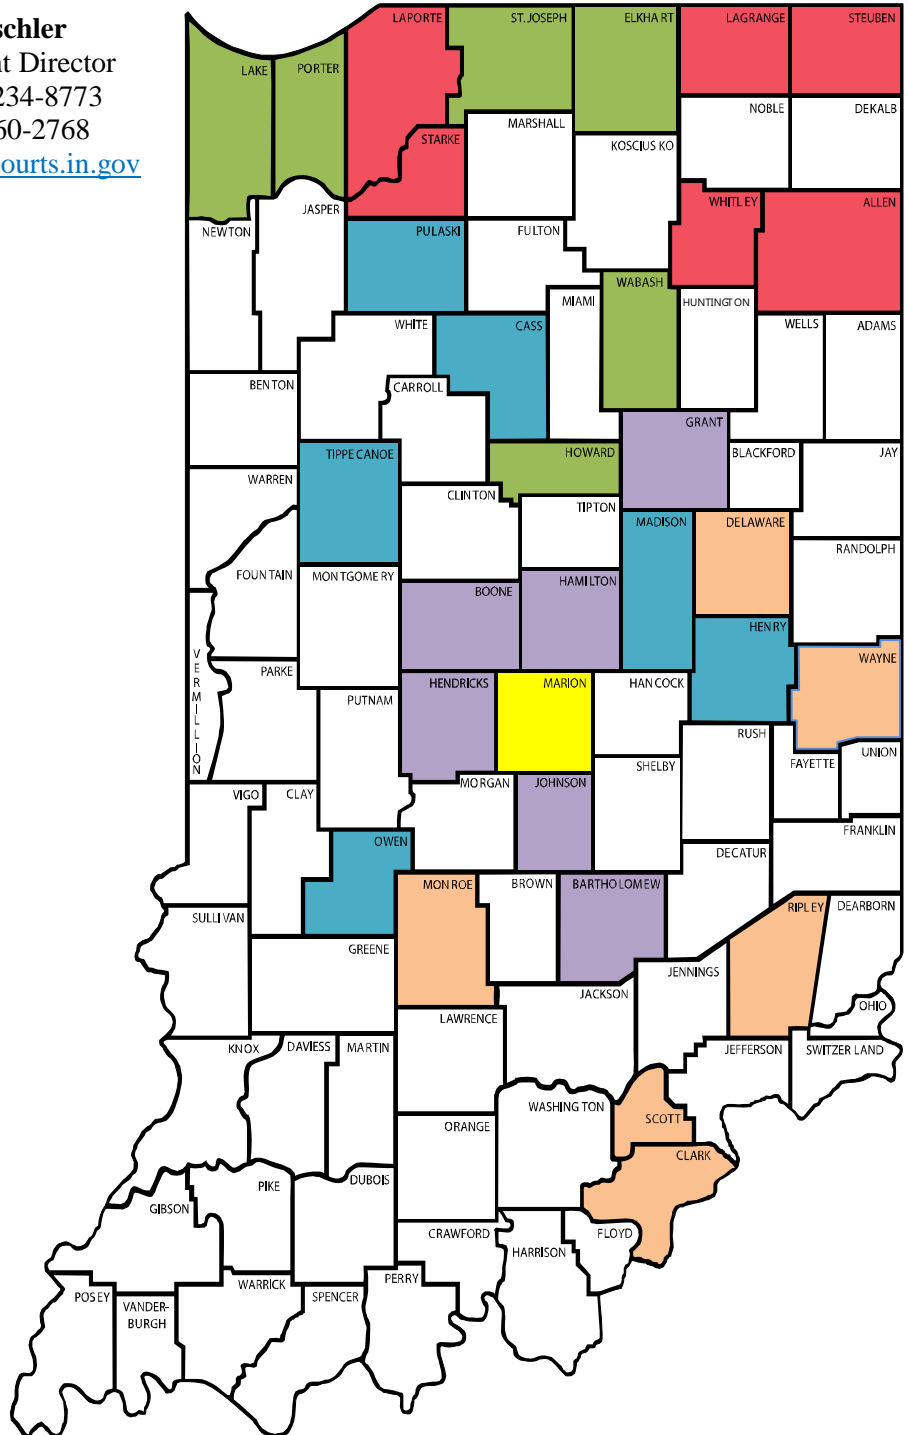 schler
nt Director
234-8773
60-2768
ourts.in.gov
LAPORTE
ST. JOSEPH
ELKHART
LAGRANGE
STEUBEN
LAKE
PORTER
NOBLE
DEKALB
MARSHALL
STARKE
KOSCIUSKO
JASPER
WHITLEY
ALLEN
NEWTON
PULASKI
FULTON
WABASH
MIAMI
HUNTINGTON
WHITE
CASS
WELLS
ADAMS
BENTON
CARROLL
GRANT
TIPPECANOE
HOWARD
BLACKFORD
JAY
WARREN
CLINTON
TIPTON
MADISON
DELAWARE
RANDOLPH
FOUNTAIN
MONTGOMERY
BOONE
HAMILTON
HENRY
VERMILLION
WAYNE
PARKE
HENDRICKS
MARION
HANCOCK
PUTNAM
RUSH
UNION
FAYETTE
SHELBY
VIGO
CLAY
MORGAN
JOHNSON
FRANKLIN
OWEN
DECATUR
MONROE
BROWN
BARTHOLOMEW
RIPLEY
DEARBORN
SULLIVAN
GREENE
JENNINGS
JACKSON
OHIO
LAWRENCE
KNOX
DAVIESS
MARTIN
JEFFERSON
SWITZERLAND
WASHINGTON
SCOTT
ORANGE
CLARK
PIKE
DUBOIS
GIBSON
CRAWFORD
FLOYD
HARRISON
POSEY
VANDER-
BURGH
WARRICK
SPENCER
PERRY